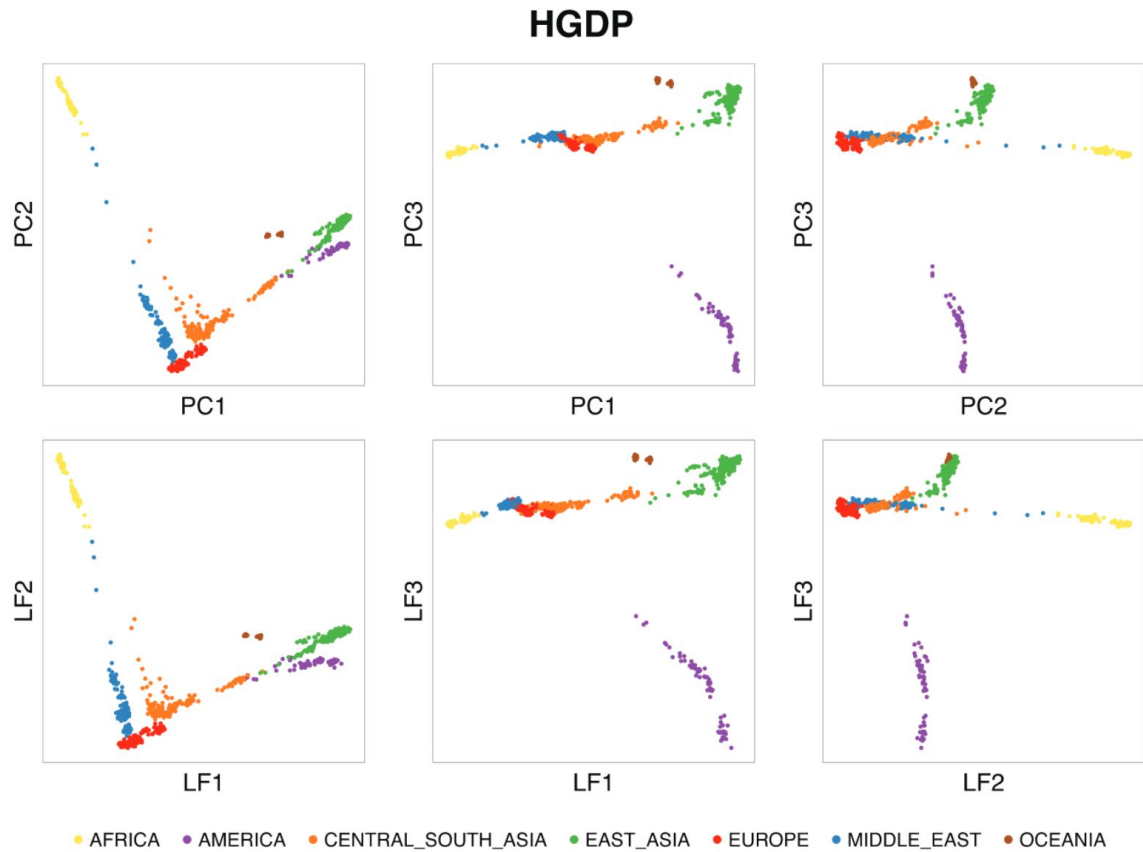 HGDP
PC2
PC1
PC3
PC1
PC3
PC2
LF2
LF1
LF3
LF1
LF3
LF2
AFRICA AMERICA CENTRAL_SOUTH_ASIA EAST_ASIA EUROPE MIDDLE_EAST OCEANIA